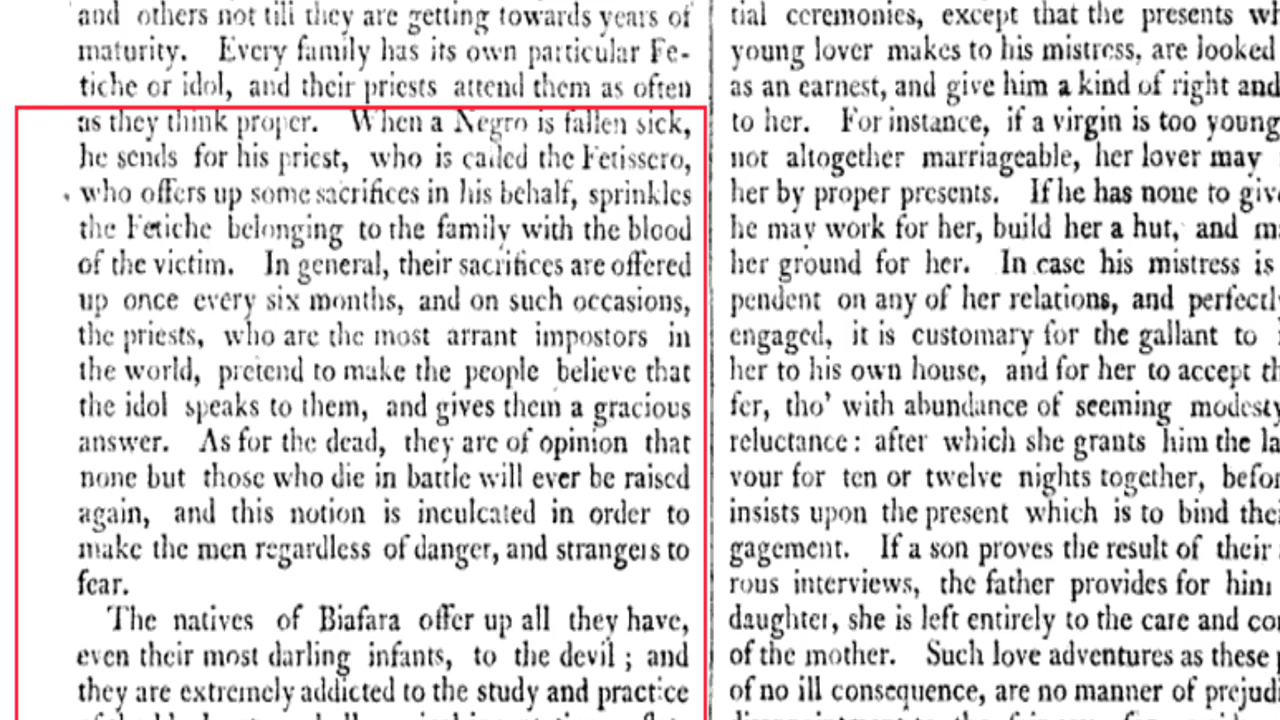 and others not till they are getting towards years of
maturity. Every family has its own particular Fe-
tiche or idol, and their priests attend them as often
as they think proper. When a Negro is fallen sick,
he sends for his priest, who is called the Fetissero,
who offers up some sacrifices in his behalf, sprinkles
the Fetiche belonging to the family with the blood
of the victim. In general, their sacrifices are offered
up once every six months, and on such occasions,
the priests, who are the most arrant impostors in
the world, pretend to make the people believe that
the idol speaks to them, and gives them a gracious
answer. As for the dead, they are of opinion that
none but those who die in battle will ever be raised
again, and this notion is inculcated in order to
make the men regardless of danger, and strangers to
fear.
The natives of Biafara offer up all they have,
even their most darling infants, to the devil ; and
they are extremely addicted to the study and practice
tial ceremonies, except that the presents wh
young lover makes to his mistress, are looked
as an earnest, and give him a kind of right and
to her. For instance, if a virgin is too young
not altogether marriageable, her lover may
her by proper presents. If he has none to giv
he may work for her, build her a hut, and m
her ground for her. In case his mistress is
pendent on any of her relations, and perfectl
engaged, it is customary for the gallant to
her to his own house, and for her to accept th
fer, tho' with abundance of seeming modesty
reluctance : after which she grants him the la
vour for ten or twelve nights together, befor
insists upon the present which is to bind thei
gagement. If a son proves the result of their
rous interviews, the father provides for him
daughter, she is left entirely to the care and co
of the mother. Such love adventures as these
of no ill consequence, are no manner of prejud